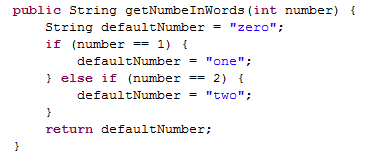 public String getNumbeInWords(int number) {
    String defaultNumber = "zero";
    if (number == 1) {
        defaultNumber = "one";
    } else if (number == 2) {
        defaultNumber = "two";
    }
    return defaultNumber;
}